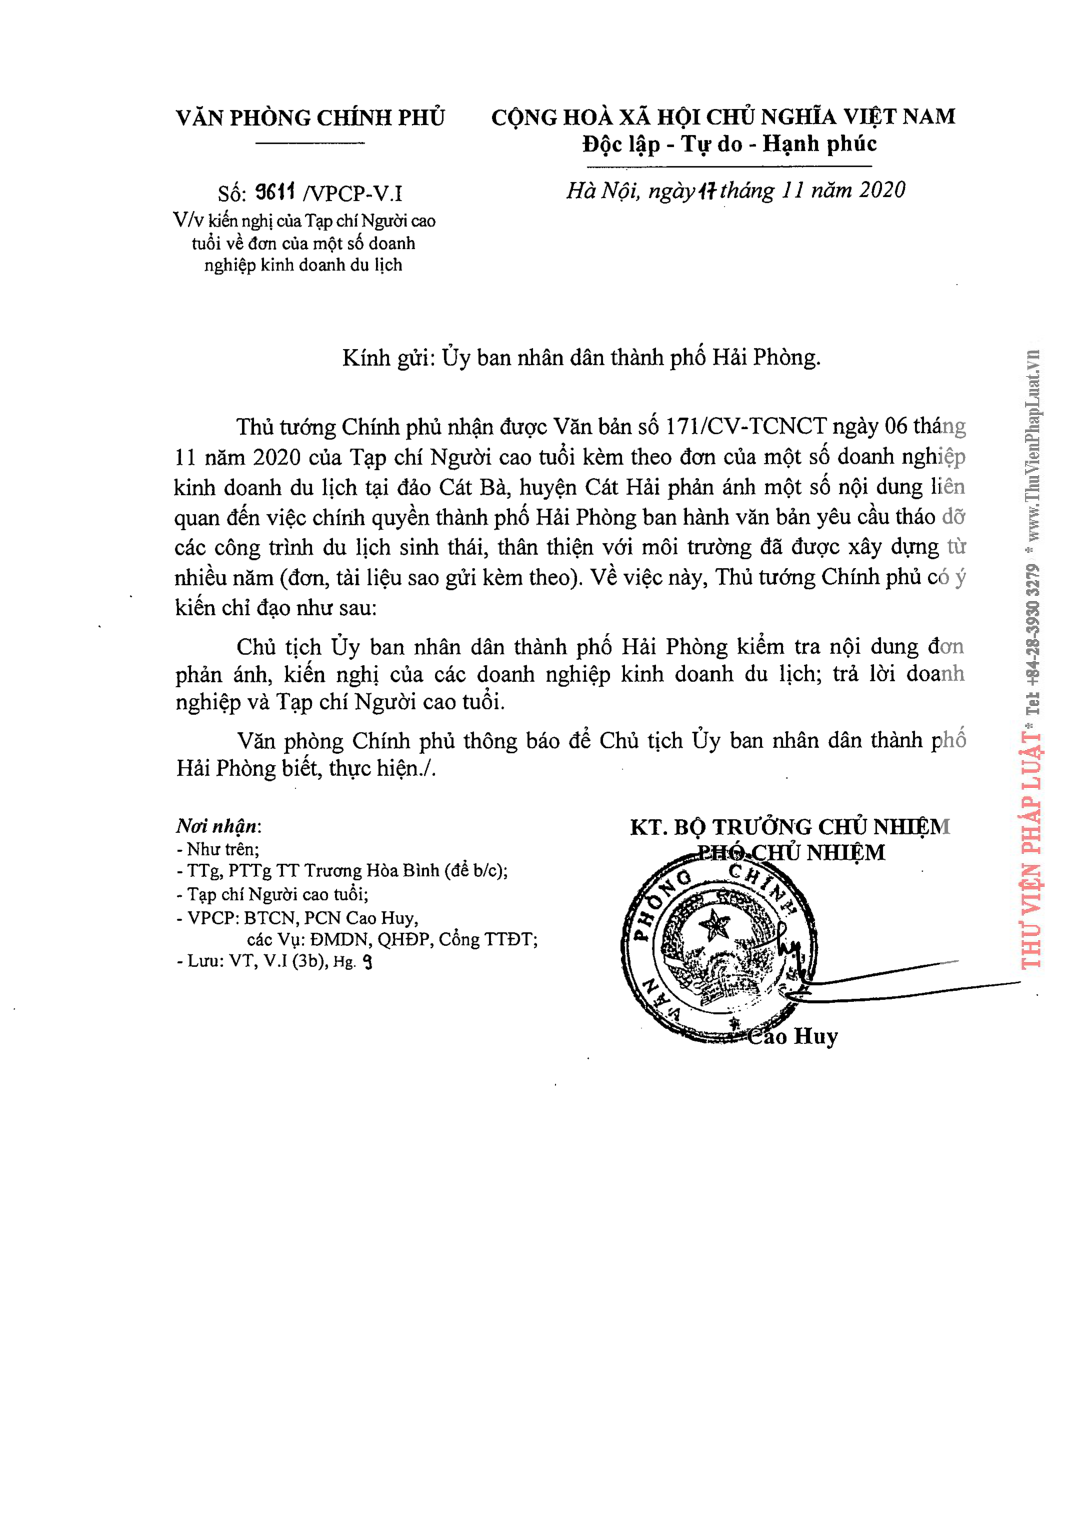 VĂN PHÒNG CHÍNH PHỦ
CỘNG HOÀ XÃ HỘI CHỦ NGHĨA VIỆT NAM
Độc lập - Tự do - Hạnh phúc
Số: 9611 /VPCP-V.I
Hà Nội, ngày 17 tháng 11 năm 2020
V/v kiến nghị của Tạp chí Người cao
tuổi về đơn của một số doanh
nghiệp kinh doanh du lịch
Kính gửi: Ủy ban nhân dân thành phố Hải Phòng.
Thủ tướng Chính phủ nhận được Văn bản số 171/CV-TCNCT ngày 06 tháng
11 năm 2020 của Tạp chí Người cao tuổi kèm theo đơn của một số doanh nghiệp
kinh doanh du lịch tại đảo Cát Bà, huyện Cát Hải phản ánh một số nội dung liên
quan đến việc chính quyền thành phố Hải Phòng ban hành văn bản yêu cầu tháo dỡ
các công trình du lịch sinh thái, thân thiện với môi trường đã được xây dựng từ
nhiều năm (đơn, tài liệu sao gửi kèm theo). Về việc này, Thủ tướng Chính phủ có ý
kiến chỉ đạo như sau:
Chủ tịch Ủy ban nhân dân thành phố Hải Phòng kiểm tra nội dung đơn
phản ánh, kiến nghị của các doanh nghiệp kinh doanh du lịch; trả lời doanh
nghiệp và Tạp chí Người cao tuổi.
Văn phòng Chính phủ thông báo để Chủ tịch Ủy ban nhân dân thành phố
Hải Phòng biết, thực hiện./.
Nơi nhận:
- Như trên;
- TTg, PTTg TT Trương Hòa Bình (để b/c);
- Tạp chí Người cao tuổi;
- VPCP: BTCN, PCN Cao Huy,
các Vụ: ĐMDN, QHĐP, Cổng TTĐT;
- Lưu: VT, V.I (3b), Hg. 9
KT. BỘ TRƯỞNG CHỦ NHIỆM
PHÓ CHỦ NHIỆM
VĂN PHÒNG CHÍNH
Cao Huy
THƯ VIỆN PHÁP LUẬT * Tel: +84-28-3930 3279 * www.ThuVienPhapLuat.vn